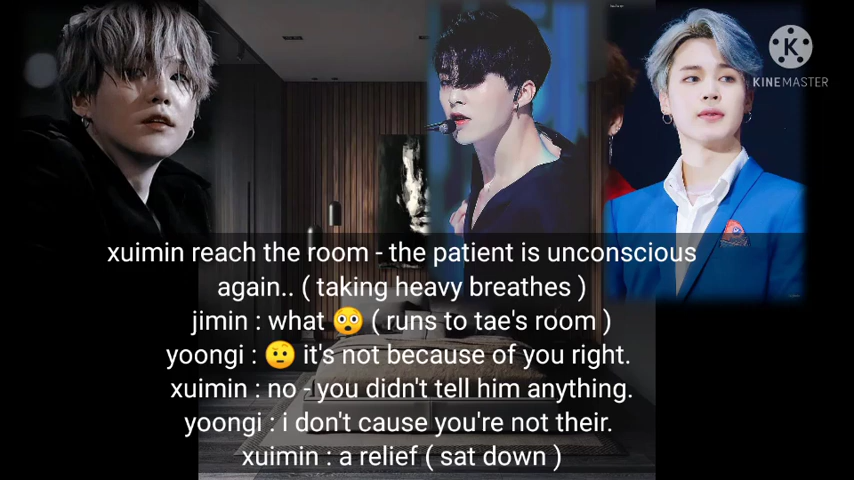 KINEMASTER
xuimin reach the room - the patient is unconscious
again.. ( taking heavy breathes )
jimin : what 😳 ( runs to tae's room )
yoongi : 🤨 it's not because of you right.
xuimin : no - you didn't tell him anything.
yoongi : i don't cause you're not their.
xuimin : a relief ( sat down )